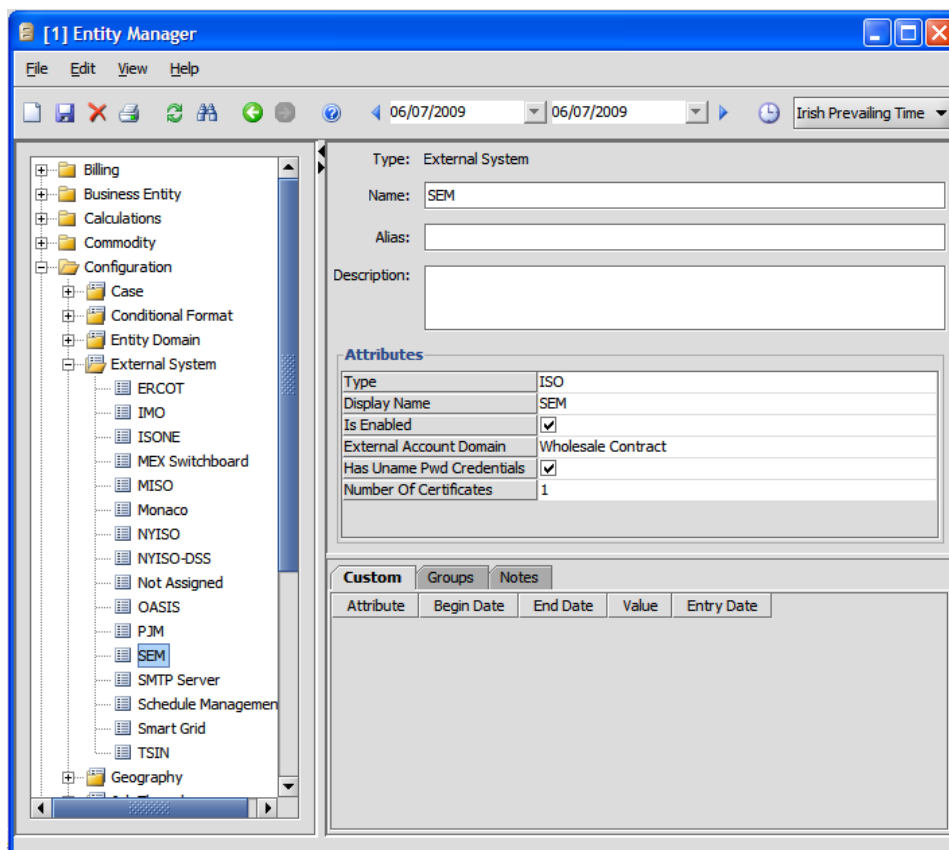 [1] Entity Manager
File Edit View Help
06/07/2009 06/07/2009 Irish Prevailing Time
Billing
Business Entity
Calculations
Commodity
Configuration
Case
Conditional Format
Entity Domain
External System
ERCOT
IMO
ISONE
MEX Switchboard
MISO
Monaco
NYISO
NYISO-DSS
Not Assigned
OASIS
PJM
SEM
SMTP Server
Schedule Managemen
Smart Grid
TSIN
Geography
Type: External System
Name: SEM
Alias:
Description:
Attributes
Type ISO
Display Name SEM
Is Enabled
External Account Domain Wholesale Contract
Has Uname Pwd Credentials
Number Of Certificates 1
Custom Groups Notes
Attribute Begin Date End Date Value Entry Date